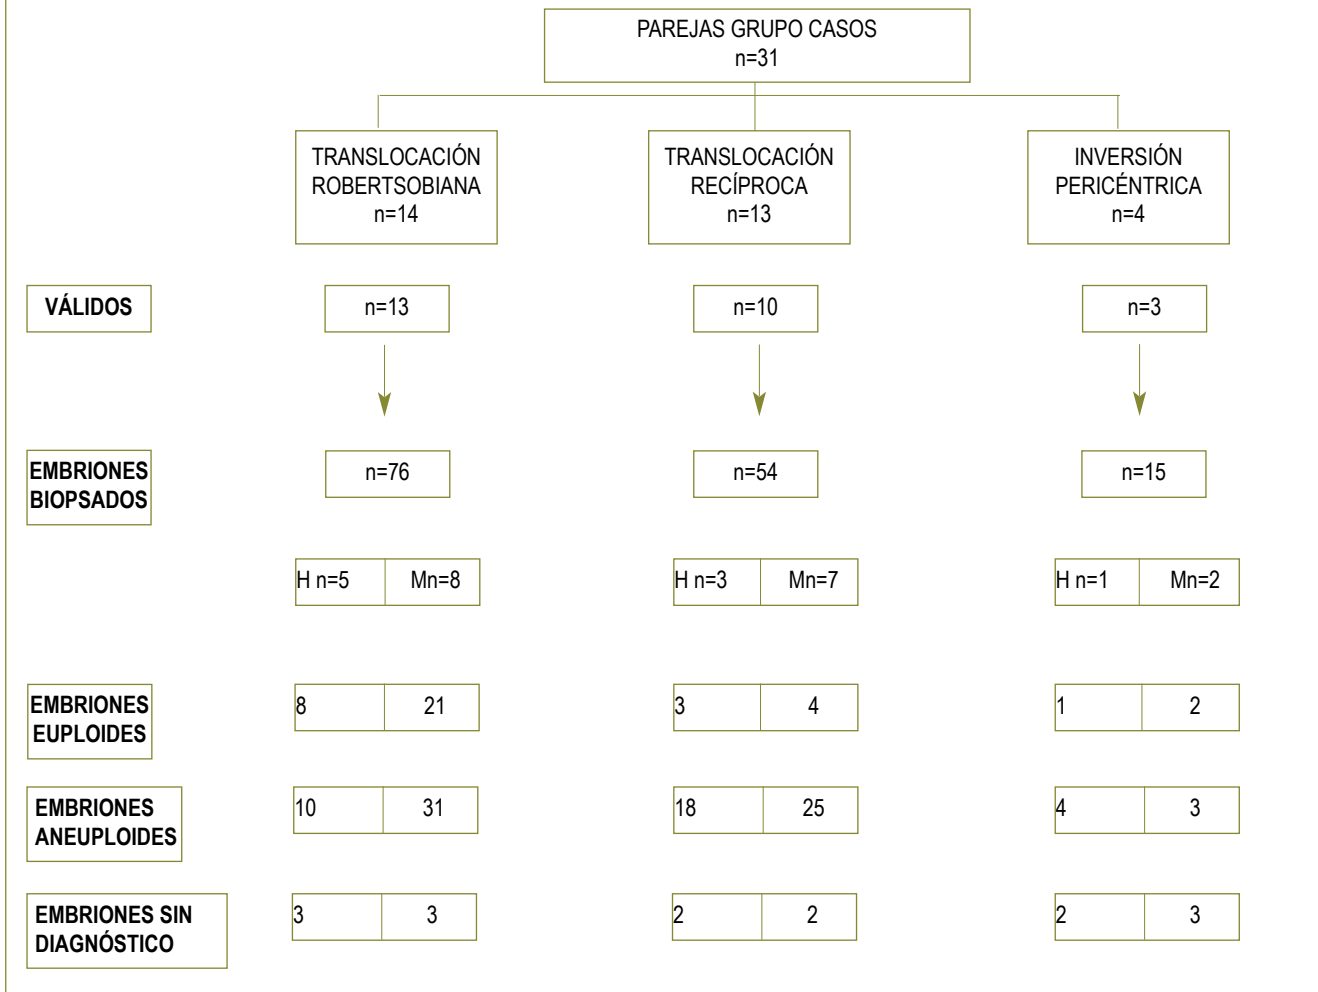 PAREJAS GRUPO CASOS
n=31
TRANSLOCACIÓN
ROBERTSOBIANA
n=14
TRANSLOCACIÓN
RECÍPROCA
n=13
INVERSIÓN
PERICÉNTRICA
n=4
VÁLIDOS
n=13
n=10
n=3
EMBRIONES
BIOPSADOS
n=76
n=54
n=15
H n=5
Mn=8
H n=3
Mn=7
H n=1
Mn=2
EMBRIONES
EUPLOIDES
8
21
3
4
1
2
EMBRIONES
ANEUPLOIDES
10
31
18
25
4
3
EMBRIONES SIN
DIAGNÓSTICO
3
3
2
2
2
3